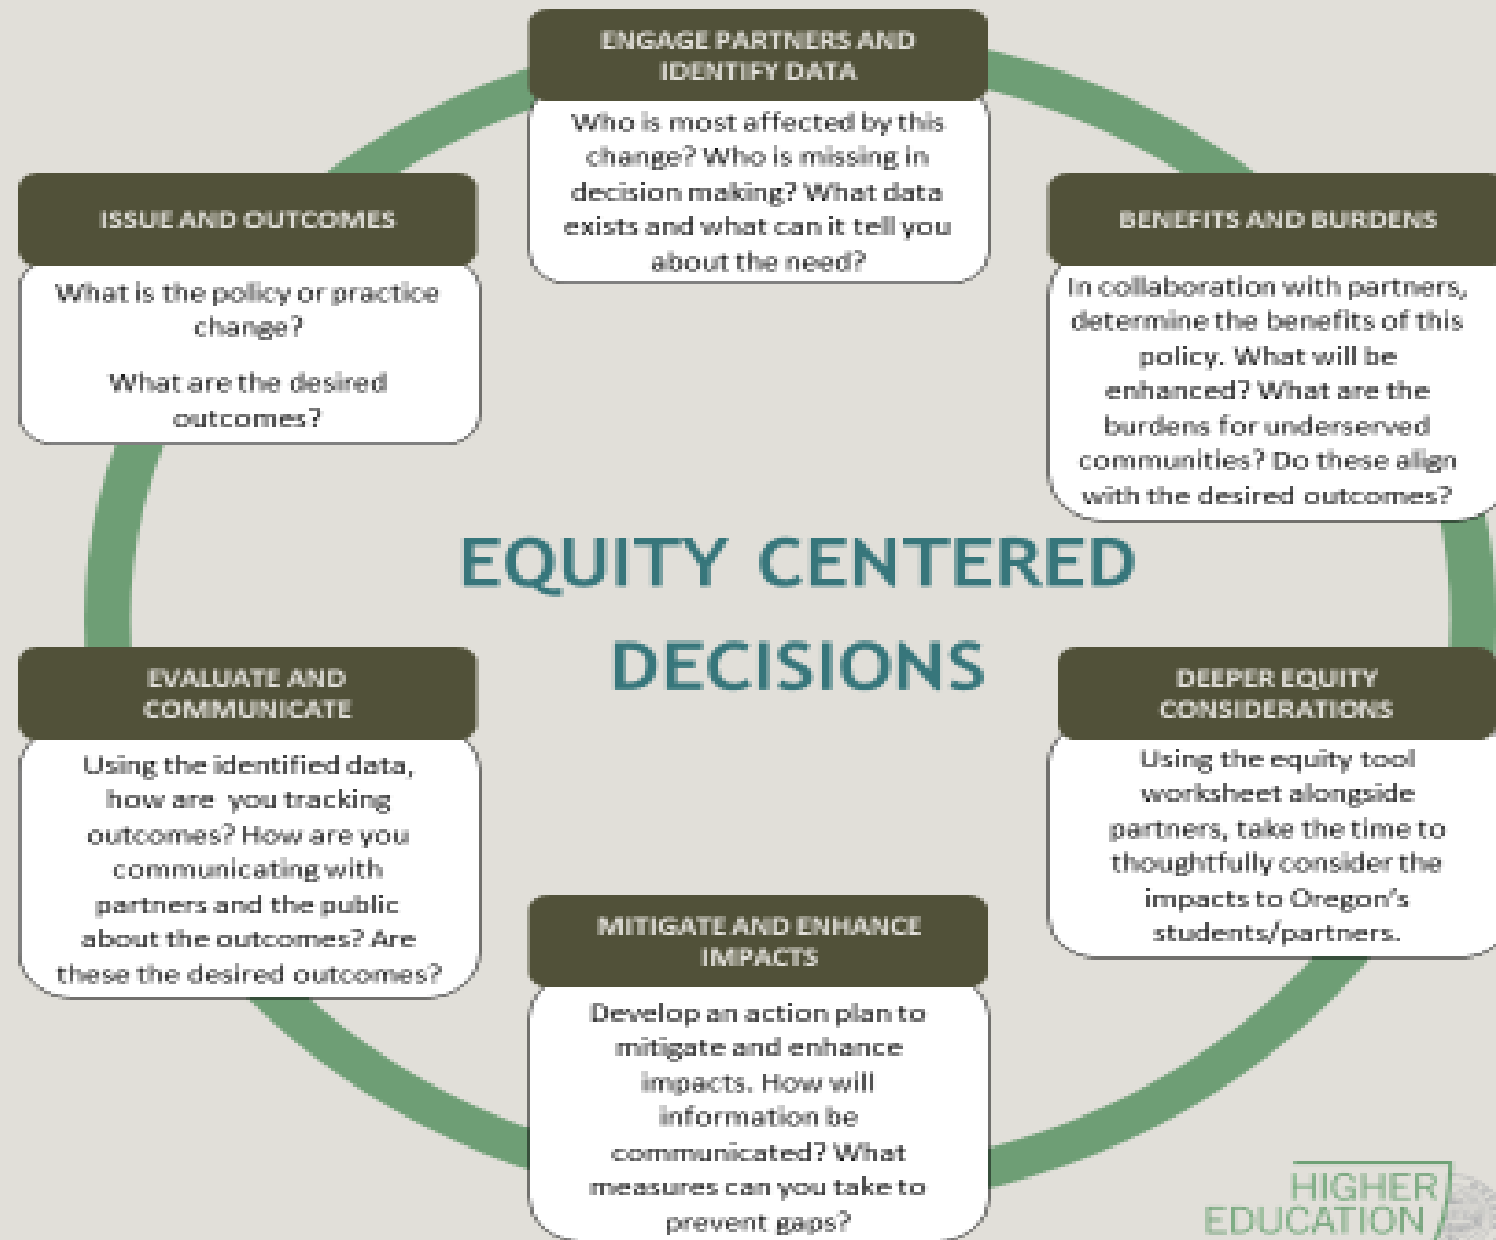 ENGAGE PARTNERS AND
IDENTIFY DATA
Who is most affected by this
change? Who is missing in
decision making? What data
exists and what can it tell you
about the need?
BENEFITS AND BURDENS
In collaboration with partners,
determine the benefits of this
policy. What will be
enhanced? What are the
burdens for underserved
communities? Do these align
with the desired outcomes?
DEEPER EQUITY
CONSIDERATIONS
Using the equity tool
worksheet alongside
partners, take the time to
thoughtfully consider the
impacts to Oregon's
students/partners.
MITIGATE AND ENHANCE
IMPACTS
Develop an action plan to
mitigate and enhance
impacts. How will
information be
communicated? What
measures can you take to
prevent gaps?
EVALUATE AND
COMMUNICATE
Using the identified data,
how are you tracking
outcomes? How are you
communicating with
partners and the public
about the outcomes? Are
these the desired outcomes?
ISSUE AND OUTCOMES
What is the policy or practice
change?
What are the desired
outcomes?
EQUITY CENTERED
DECISIONS
HIGHER
EDUCATION